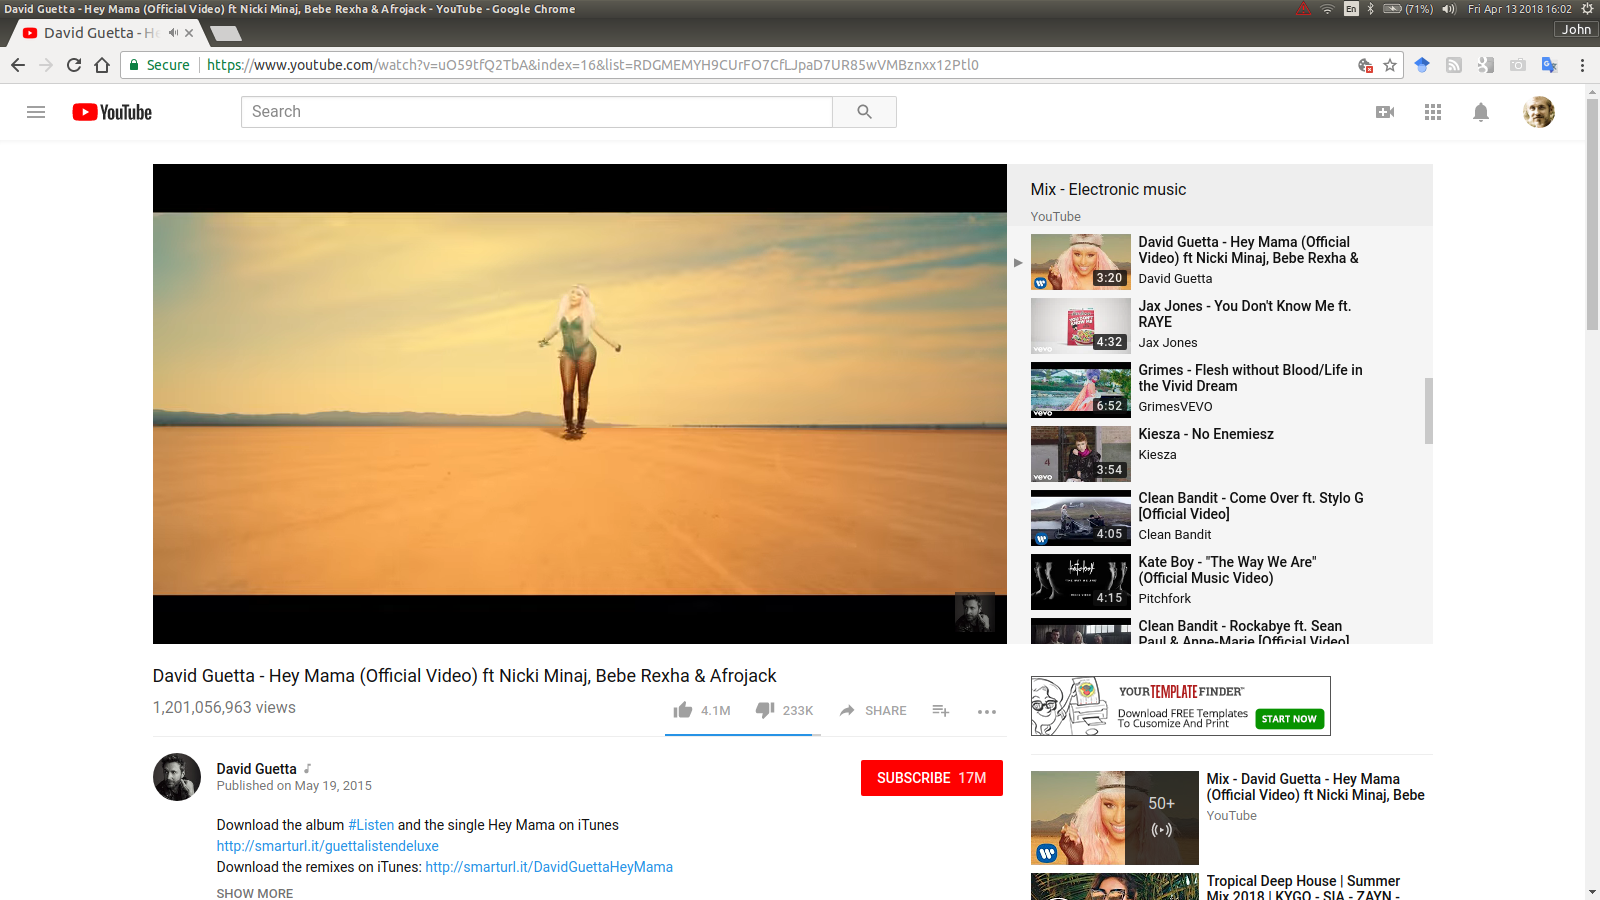 David Guetta - Hey Mama (Official Video) ft Nicki Minaj, Bebe Rexha & Afrojack - YouTube - Google Chrome
En
(71%)
Fri Apr 13 2018 16:02
David Guetta - H
John
Secure
https://www.youtube.com/watch?v=uO59tfQ2TbA&index=16&list=RDGMEMYH9CUrFO7CfLJpaD7UR85wVMBznxx12Ptl0
YouTube
Search
Mix - Electronic music
YouTube
David Guetta - Hey Mama (Official
Video) ft Nicki Minaj, Bebe Rexha &
David Guetta
3:20
Jax Jones - You Don't Know Me ft.
RAYE
Jax Jones
4:32
vevo
Grimes - Flesh without Blood/Life in
the Vivid Dream
GrimesVEVO
6:52
vevo
Kiesza - No Enemiesz
Kiesza
3:54
vevo
Clean Bandit - Come Over ft. Stylo G
[Official Video]
Clean Bandit
4:05
Kate Boy - "The Way We Are"
(Official Music Video)
Pitchfork
4:15
Clean Bandit - Rockabye ft. Sean
Paul & Anne-Marie [Official Video]
David Guetta - Hey Mama (Official Video) ft Nicki Minaj, Bebe Rexha & Afrojack
1,201,056,963 views
4.1M
233K
SHARE
David Guetta
Published on May 19, 2015
SUBSCRIBE 17M
Download the album #Listen and the single Hey Mama on iTunes
http://smarturl.it/guettalistendeluxe
Download the remixes on iTunes: http://smarturl.it/DavidGuettaHeyMama
SHOW MORE
YOUR TEMPLATE FINDER
Download FREE Templates
To Cusomize And Print
START NOW
50+
Mix - David Guetta - Hey Mama
(Official Video) ft Nicki Minaj, Bebe
YouTube
Tropical Deep House | Summer
Mix 2018 | KYGO - SIA - ZAYN -